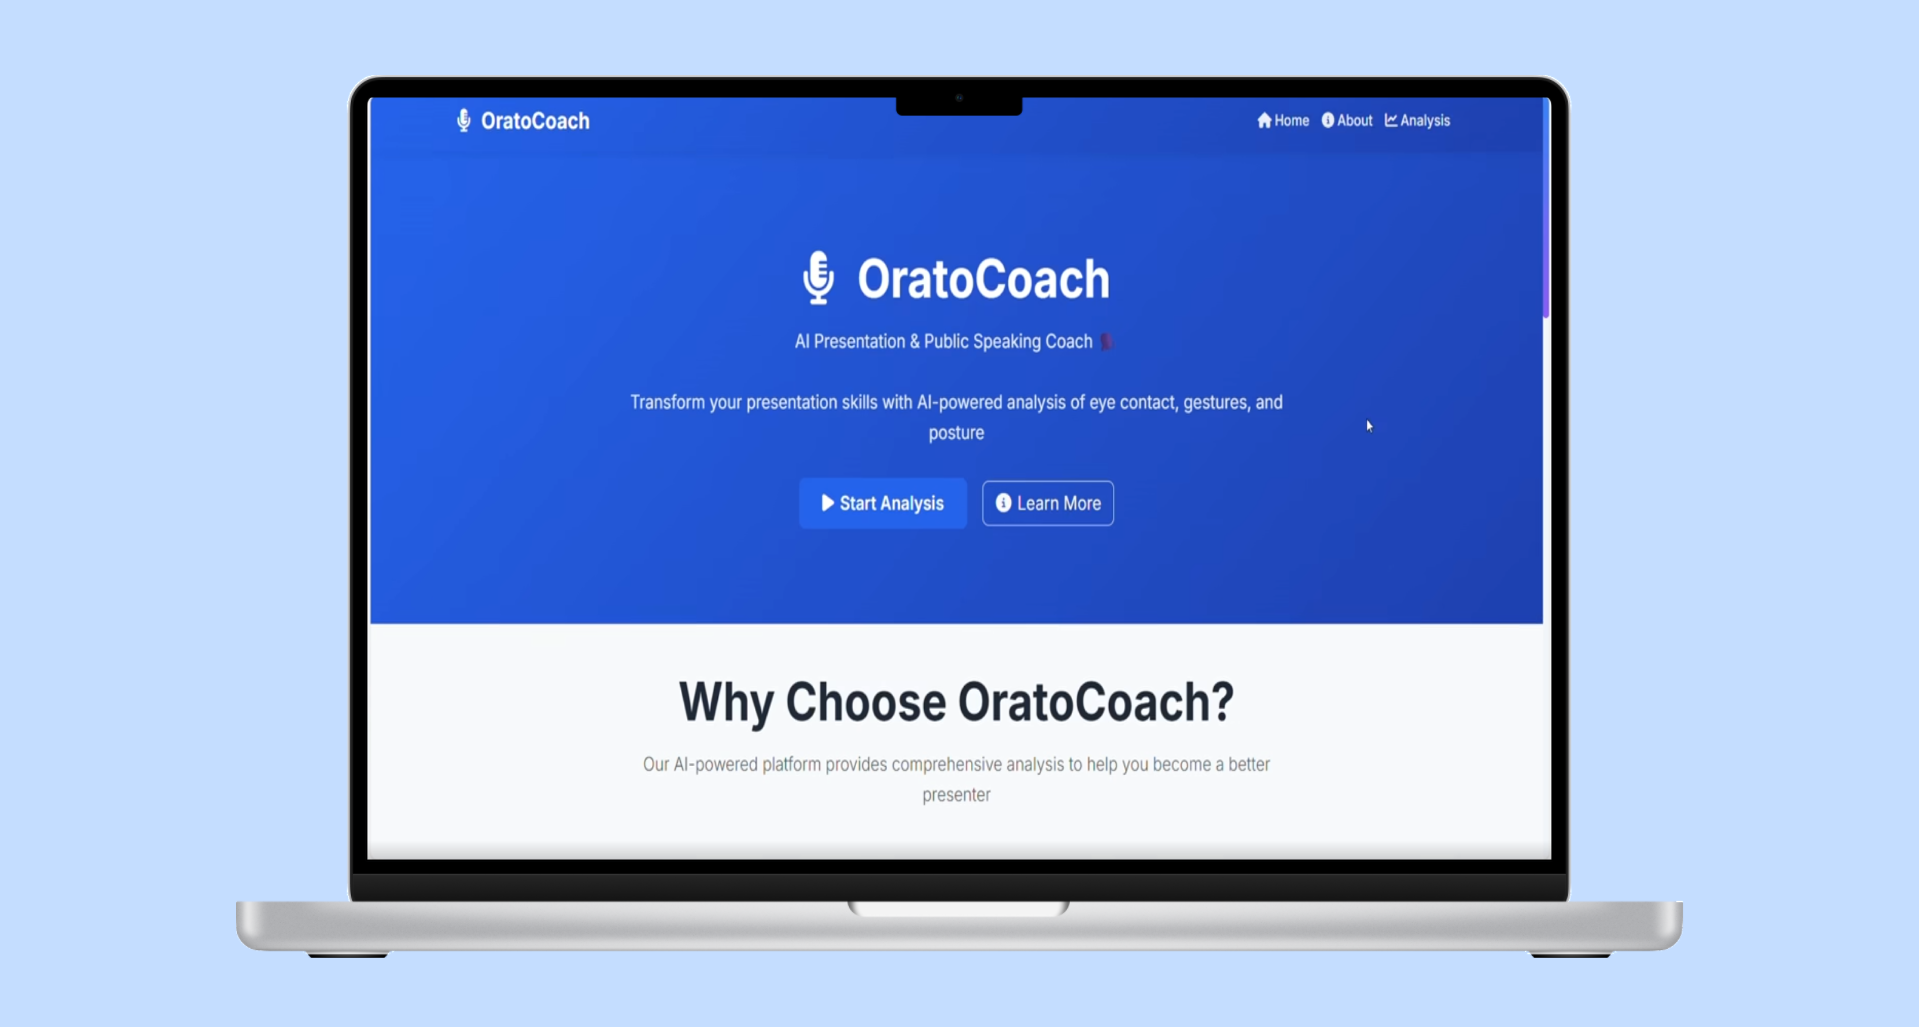 OratoCoach
Home About Analysis
OratoCoach
AI Presentation & Public Speaking Coach
Transform your presentation skills with AI-powered analysis of eye contact, gestures, and
posture
Start Analysis Learn More
Why Choose OratoCoach?
Our AI-powered platform provides comprehensive analysis to help you become a better
presenter